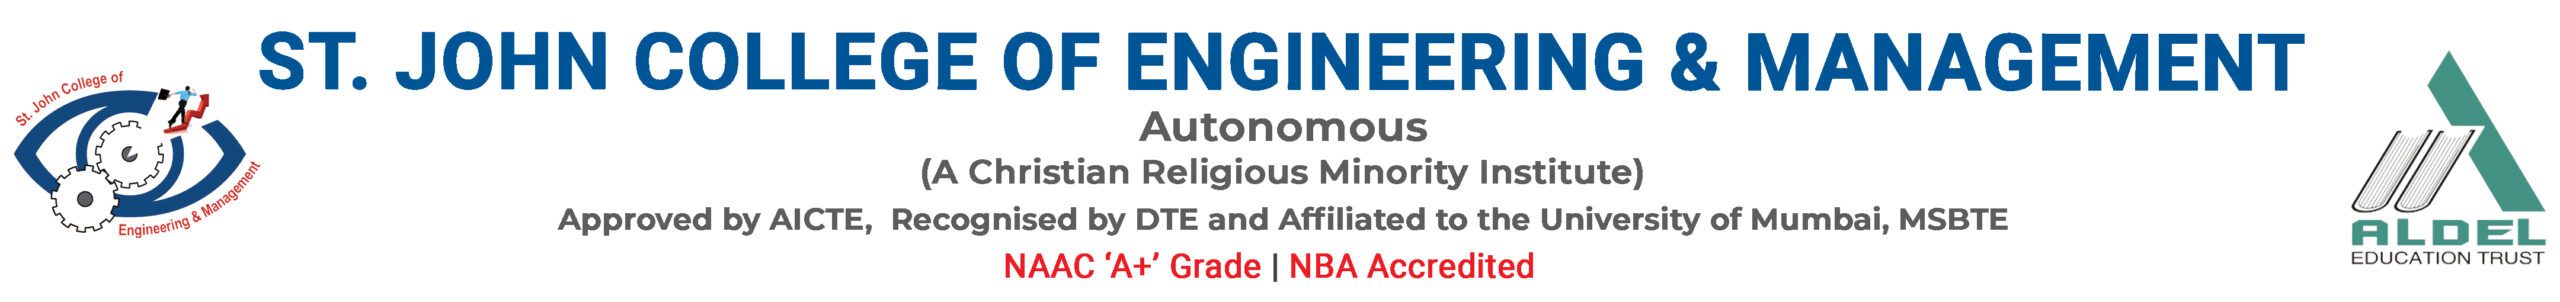 St. John College of
Engineering & Management
ST. JOHN COLLEGE OF ENGINEERING & MANAGEMENT
Autonomous
(A Christian Religious Minority Institute)
Approved by AICTE, Recognised by DTE and Affiliated to the University of Mumbai, MSBTE
NAAC ‘A+’ Grade | NBA Accredited
ALDEL
EDUCATION TRUST